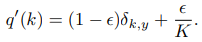 q′(k) = (1 − ϵ)δ_{k,y} + ϵ/K.